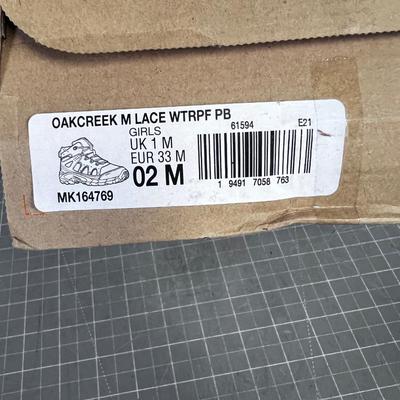 OAKCREEK M LACE WTRPF PB
GIRLS 61594 E21
UK 1 M
EUR 33 M
02 M
MK164769
1 9491 7058 763